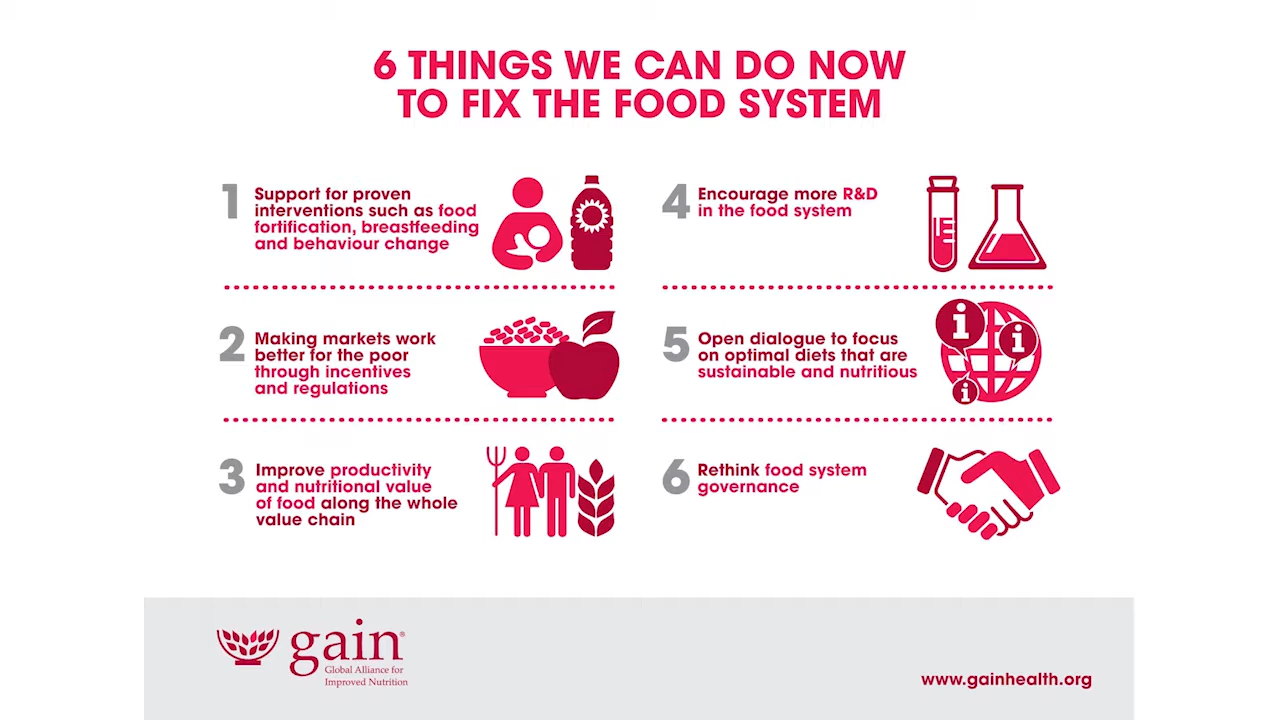 6 THINGS WE CAN DO NOW
TO FIX THE FOOD SYSTEM
1
Support for proven
interventions such as food
fortification, breastfeeding
and behaviour change
2
Making markets work
better for the poor
through incentives
and regulations
3
Improve productivity
and nutritional value
of food along the whole
value chain
4
Encourage more R&D
in the food system
5
Open dialogue to focus
on optimal diets that are
sustainable and nutritious
i
i
i
6
Rethink food system
governance
gain®
Global Alliance for
Improved Nutrition
www.gainhealth.org